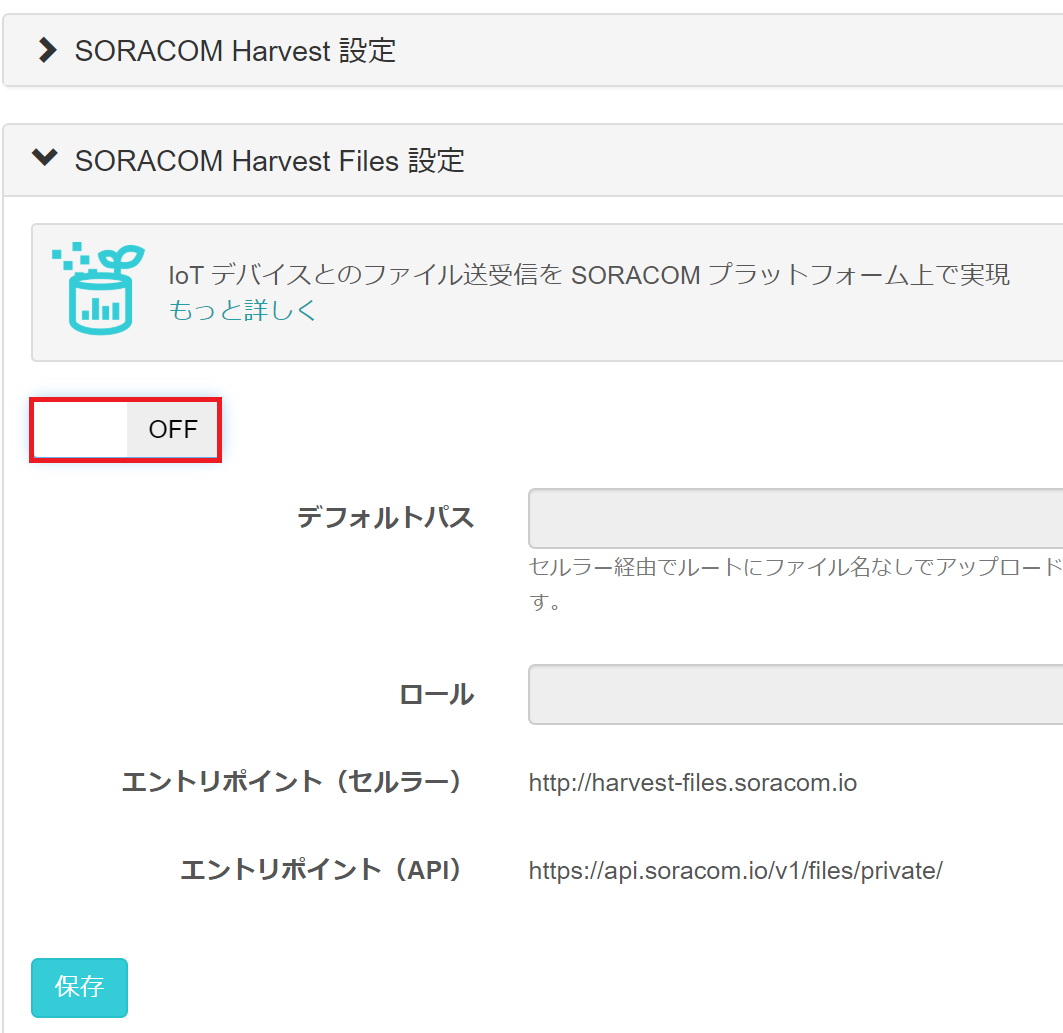 SORACOM Harvest 設定
SORACOM Harvest Files 設定
IoT デバイスとのファイル送受信を SORACOM プラットフォーム上で実現
もっと詳しく
OFF
デフォルトパス
セルラー経由でルートにファイル名なしでアップロード
す。
ロール
エントリポイント（セルラー）
http://harvest-files.soracom.io
エントリポイント（API）
https://api.soracom.io/v1/files/private/
保存